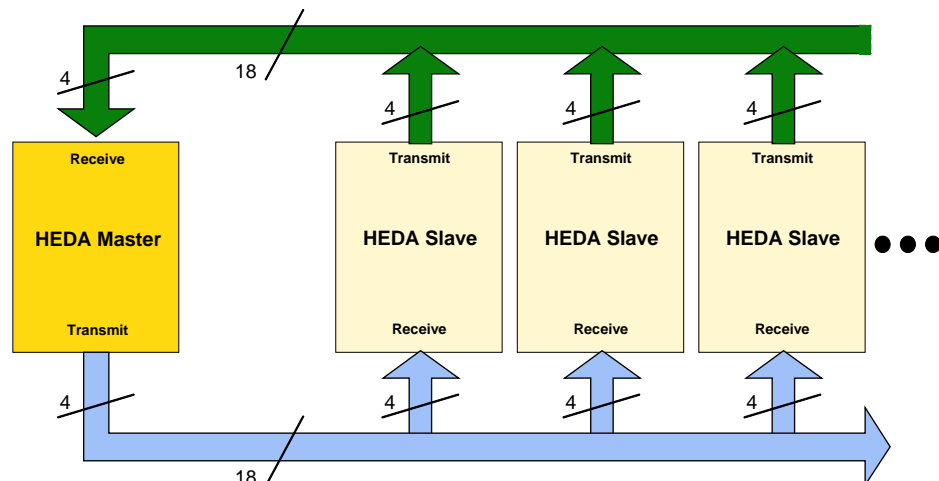 18
4
4
4
4
Receive
Transmit
Transmit
Transmit
HEDA Master
HEDA Slave
HEDA Slave
HEDA Slave
Transmit
Receive
Receive
Receive
4
4
4
4
18